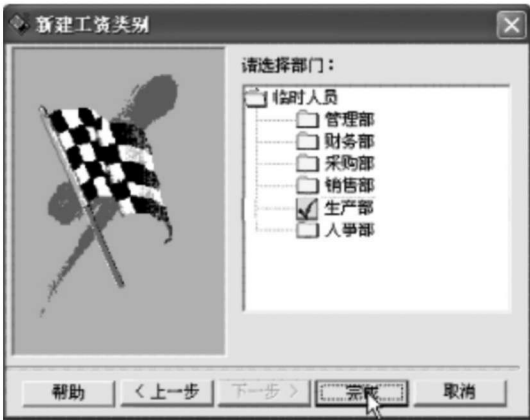 新建工资类别
请选择部门：
临时人员
管理部
财务部
采购部
销售部
生产部
人事部
帮助
<上一步
下一步>
完成
取消